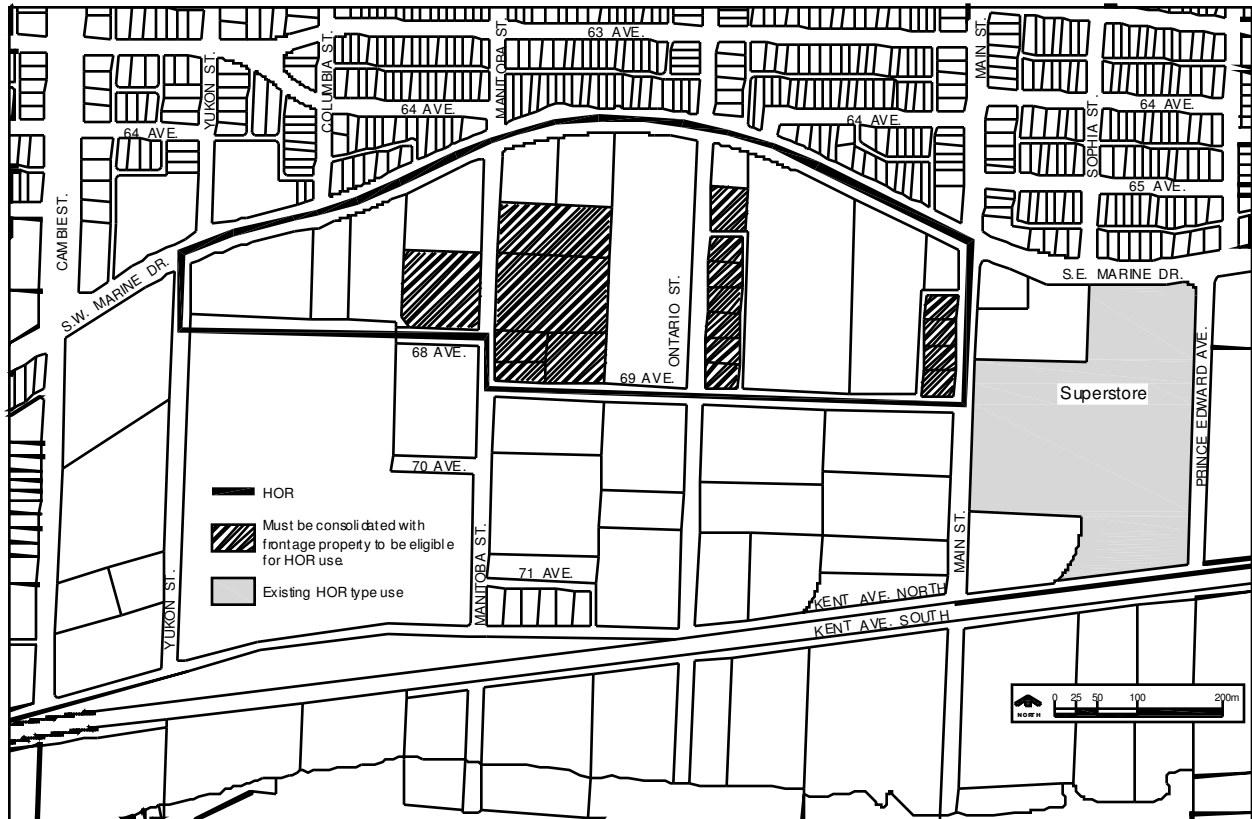 63 AVE.
YUKON ST.
COLUMBIA ST.
MANITOBA ST.
MAIN ST.
64 AVE.
64 AVE.
64 AVE.
64 AVE.
SOPHIA ST.
65 AVE.
CAMBIE ST.
S.W. MARINE DR.
S.E. MARINE DR.
ONTARIO ST.
68 AVE.
69 AVE.
Superstore
PRINCE EDWARD AVE.
70 AVE.
HOR
Must be consolidated with
frontage property to be eligible
for HOR use.
Existing HOR type use
YUKON ST.
MANITOBA ST.
71 AVE.
MAIN ST.
KENT AVE. NORTH
KENT AVE. SOUTH
0 25 50 100 200m
NORTH